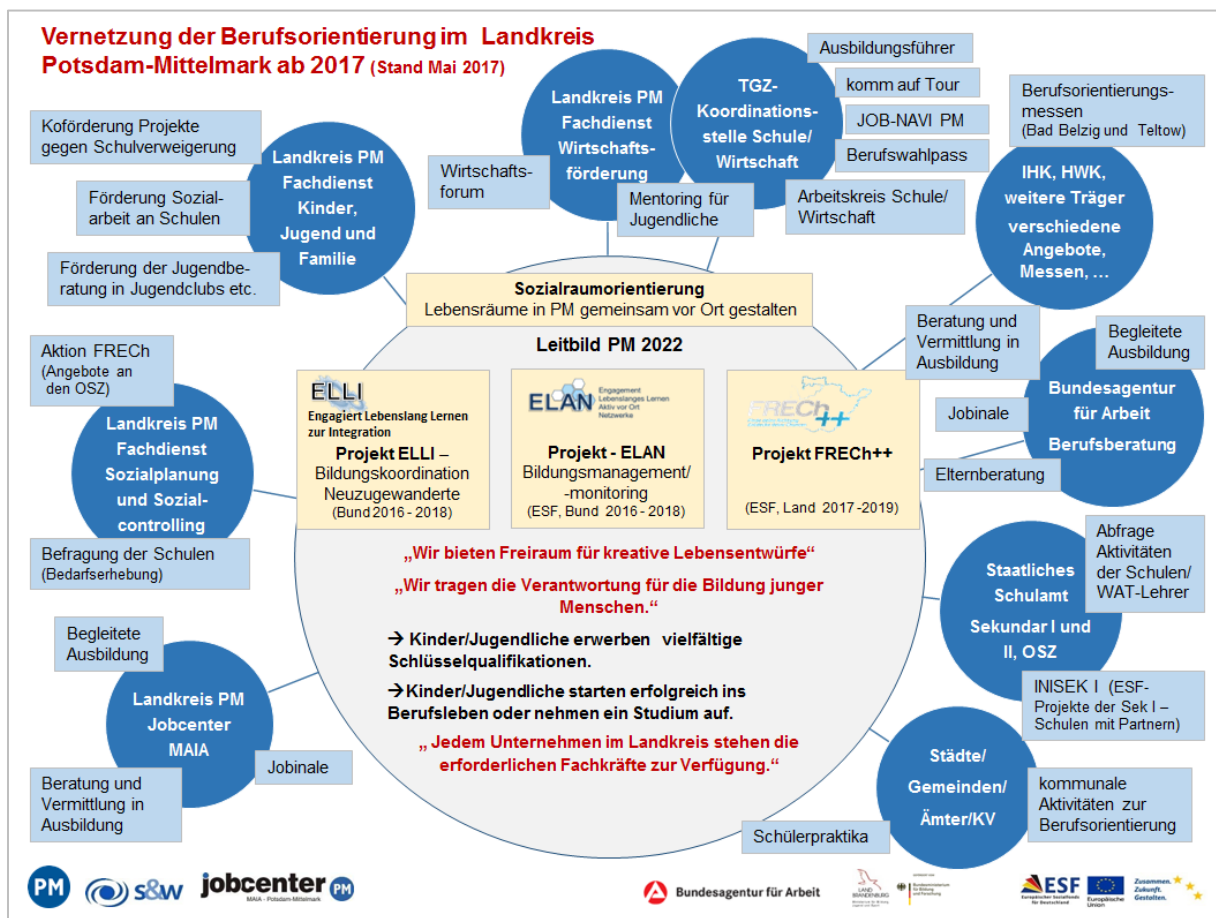 Vernetzung der Berufsorientierung im Landkreis
Potsdam-Mittelmark ab 2017 (Stand Mai 2017)
Koförderung Projekte
gegen Schulverweigerung
Förderung Sozial-
arbeit an Schulen
Förderung der Jugendbe-
ratung in Jugendclubs etc.
Landkreis PM
Fachdienst
Kinder,
Jugend und
Familie
Wirtschafts-
forum
Landkreis PM
Fachdienst
Wirtschafts-
förderung
Mentoring für
Jugendliche
TGZ-
Koordinations-
stelle Schule/
Wirtschaft
Ausbildungsführer
komm auf Tour
JOB-NAVI PM
Berufswahlpass
Arbeitskreis Schule/
Wirtschaft
Berufsorientierungs-
messen
(Bad Belzig und Teltow)
IHK, HWK,
weitere Träger
verschiedene
Angebote,
Messen, ...
Sozialraumorientierung
Lebensräume in PM gemeinsam vor Ort gestalten
Leitbild PM 2022
Aktion FRECh
(Angebote an
den OSZ)
Landkreis PM
Fachdienst
Sozialplanung
und Sozial-
controlling
Befragung der Schulen
(Bedarfserhebung)
ELLI
Engagiert Lebenslang Lernen
zur Integration
Projekt ELLI –
Bildungskoordination
Neuzugewanderte
(Bund 2016 - 2018)
ELAN
Engagement
Lebenslanges Lernen
Aktiv vor Ort
Netzwerke
Projekt - ELAN
Bildungsmanagement/
-monitoring
(ESF, Bund 2016 - 2018)
FRECh
++
Projekt FRECh++
(ESF, Land 2017 -2019)
Beratung und
Vermittlung in
Ausbildung
Begleitete
Ausbildung
Jobinale
Elternberatung
Bundesagentur
für Arbeit
Berufsberatung
„Wir bieten Freiraum für kreative Lebensentwürfe“
„Wir tragen die Verantwortung für die Bildung junger
Menschen.“
→ Kinder/Jugendliche erwerben vielfältige
Schlüsselqualifikationen.
→Kinder/Jugendliche starten erfolgreich ins
Berufsleben oder nehmen ein Studium auf.
„ Jedem Unternehmen im Landkreis stehen die
erforderlichen Fachkräfte zur Verfügung.“
Abfrage
Aktivitäten
der Schulen/
WAT-Lehrer
Staatliches
Schulamt
Sekundar I und
II, OSZ
INISEK I (ESF-
Projekte der Sek I –
Schulen mit Partnern)
Begleitete
Ausbildung
Landkreis PM
Jobcenter
MAIA
Jobinale
Beratung und
Vermittlung in
Ausbildung
Städte/
Gemeinden/
Ämter/KV
kommunale
Aktivitäten zur
Berufsorientierung
Schülerpraktika
PM
S&W
jobcenter PM
MAIA - Potsdam-Mittelmark
Bundesagentur für Arbeit
LAND
BRANDENBURG
Bundesministerium
für Bildung
und Forschung
ESF
Europäischer Sozialfonds
für Deutschland
Europäische
Union
Zusammen.
Zukunft.
Gestalten.